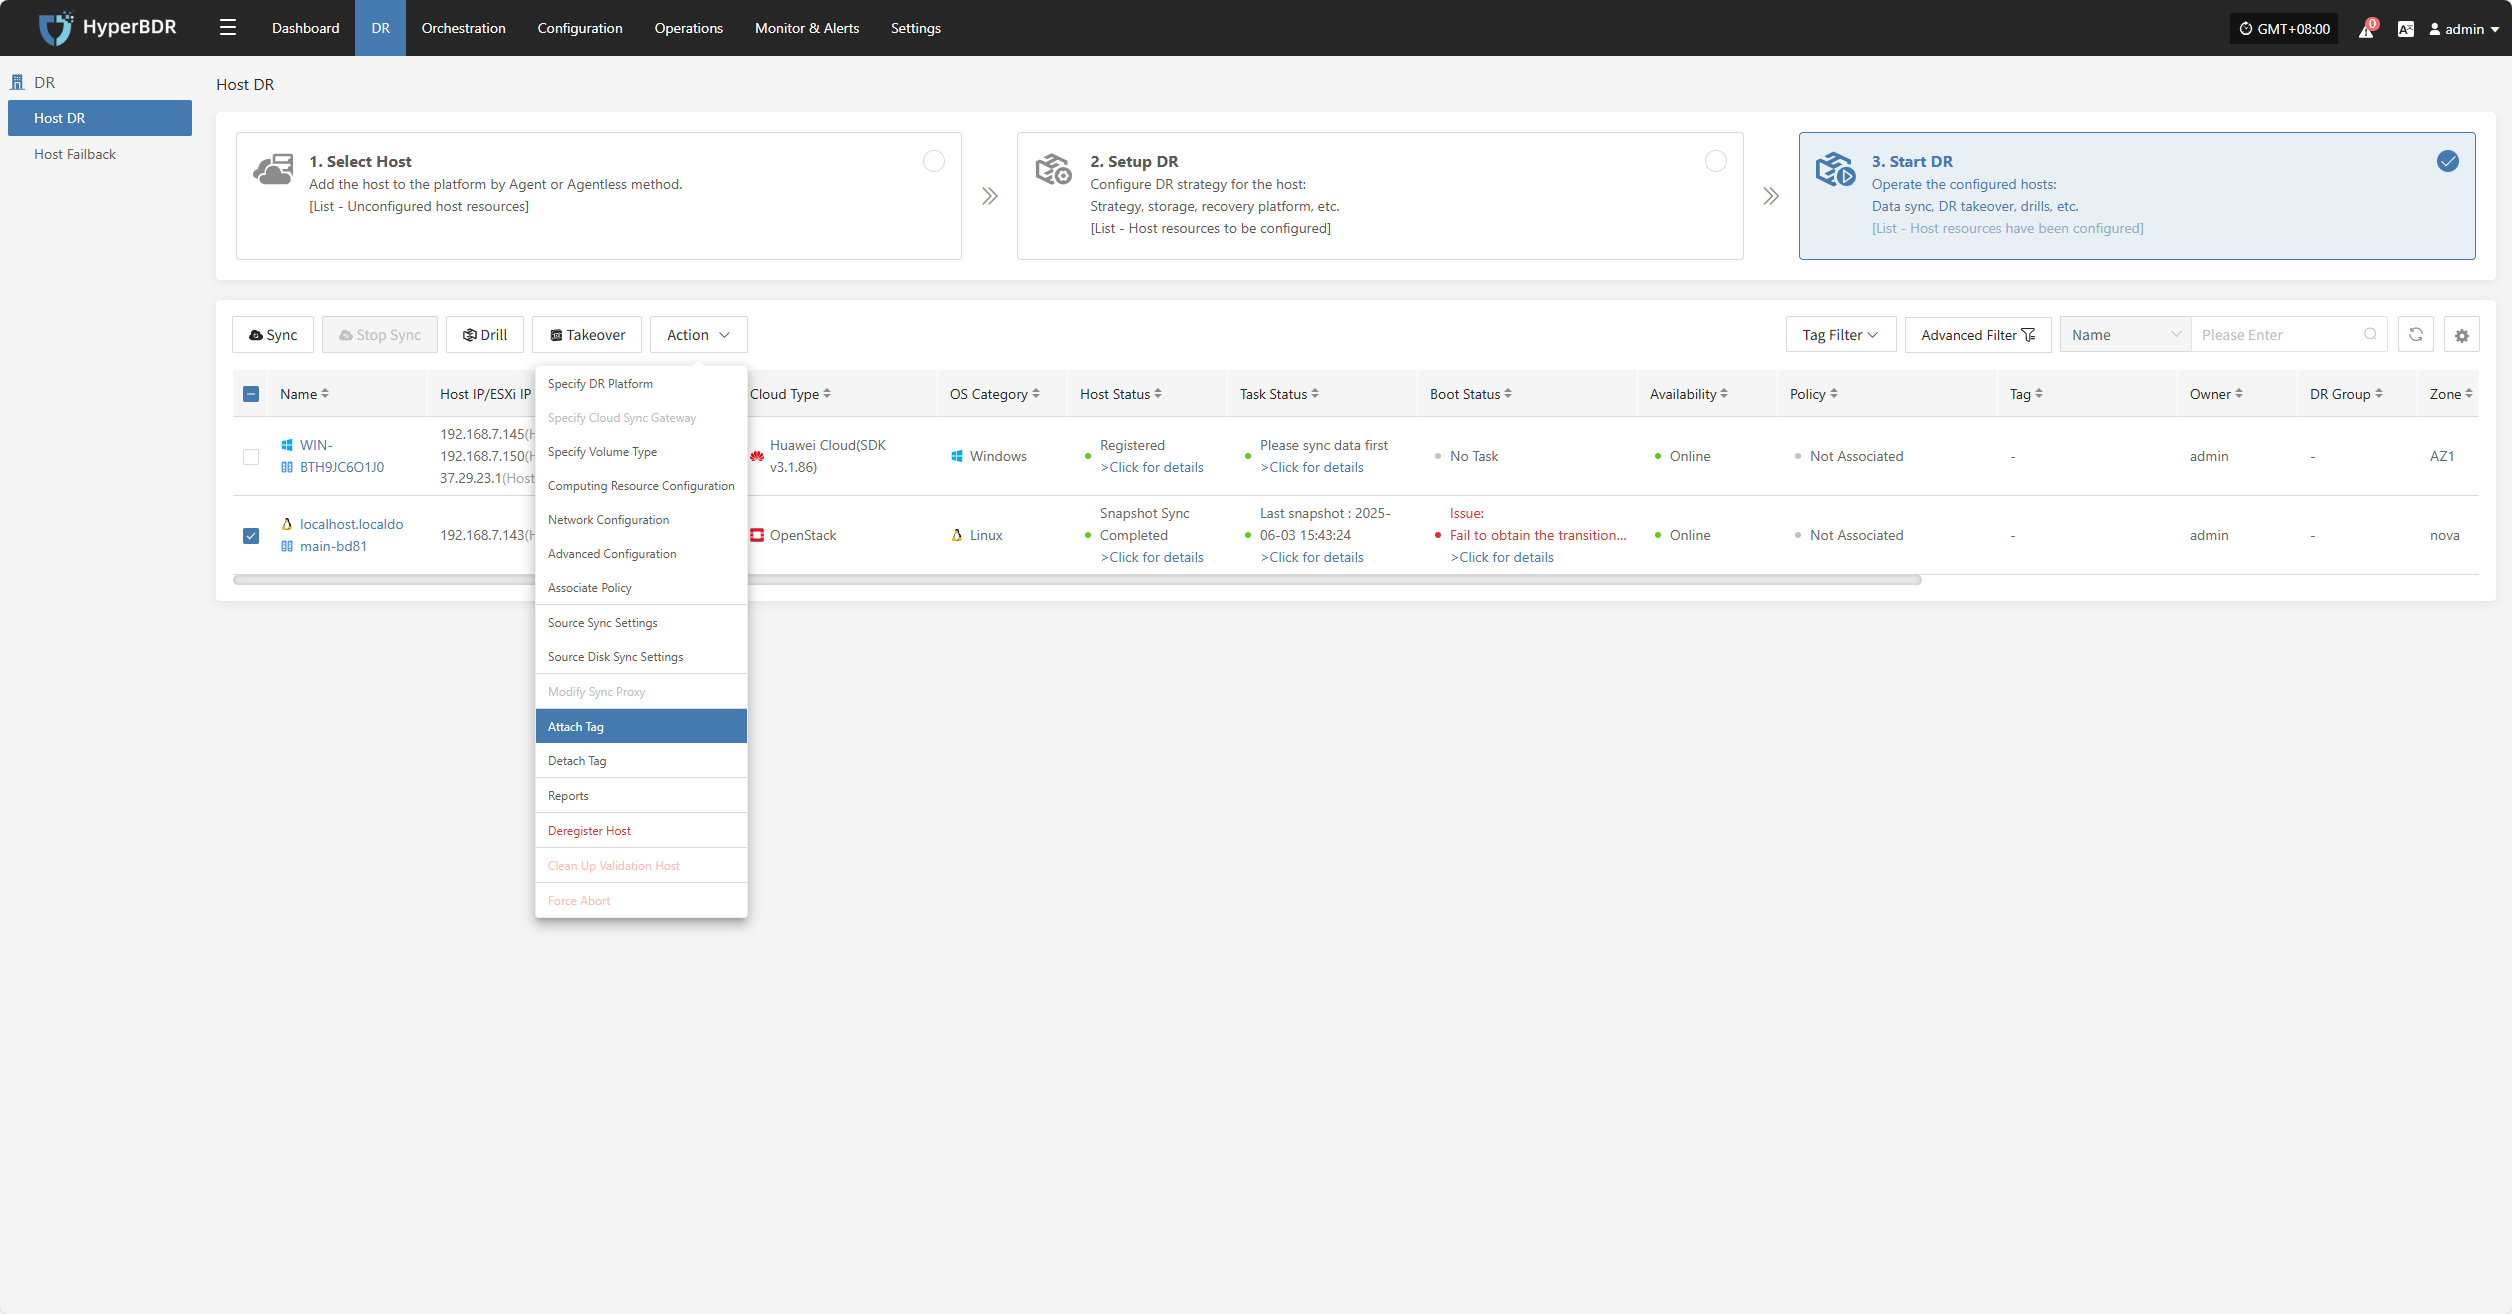 HyperBDR
Dashboard
DR
Orchestration
Configuration
Operations
Monitor & Alerts
Settings
GMT+08:00
0
admin
DR
Host DR
Host Failback
Host DR
1. Select Host
Add the host to the platform by Agent or Agentless method.
[List - Unconfigured host resources]
2. Setup DR
Configure DR strategy for the host:
Strategy, storage, recovery platform, etc.
[List - Host resources to be configured]
3. Start DR
Operate the configured hosts:
Data sync, DR takeover, drills, etc.
[List - Host resources have been configured]
Sync
Stop Sync
Drill
Takeover
Action
Tag Filter
Advanced Filter
Name
Please Enter
Name
Host IP/ESXi IP
Cloud Type
OS Category
Host Status
Task Status
Boot Status
Availability
Policy
Tag
Owner
DR Group
Zone
WIN-
BTH9JC6O1J0
192.168.7.145(H
192.168.7.150(H
37.29.23.1(Host
Huawei Cloud(SDK
v3.1.86)
Windows
Registered
>Click for details
Please sync data first
>Click for details
No Task
Online
Not Associated
-
admin
-
AZ1
localhost.localdo
main-bd81
192.168.7.143(H
OpenStack
Linux
Snapshot Sync
Completed
>Click for details
Last snapshot : 2025-
06-03 15:43:24
>Click for details
Issue:
Fail to obtain the transition...
>Click for details
Online
Not Associated
-
admin
-
nova
Specify DR Platform
Specify Cloud Sync Gateway
Specify Volume Type
Computing Resource Configuration
Network Configuration
Advanced Configuration
Associate Policy
Source Sync Settings
Source Disk Sync Settings
Modify Sync Proxy
Attach Tag
Detach Tag
Reports
Deregister Host
Clean Up Validation Host
Force Abort